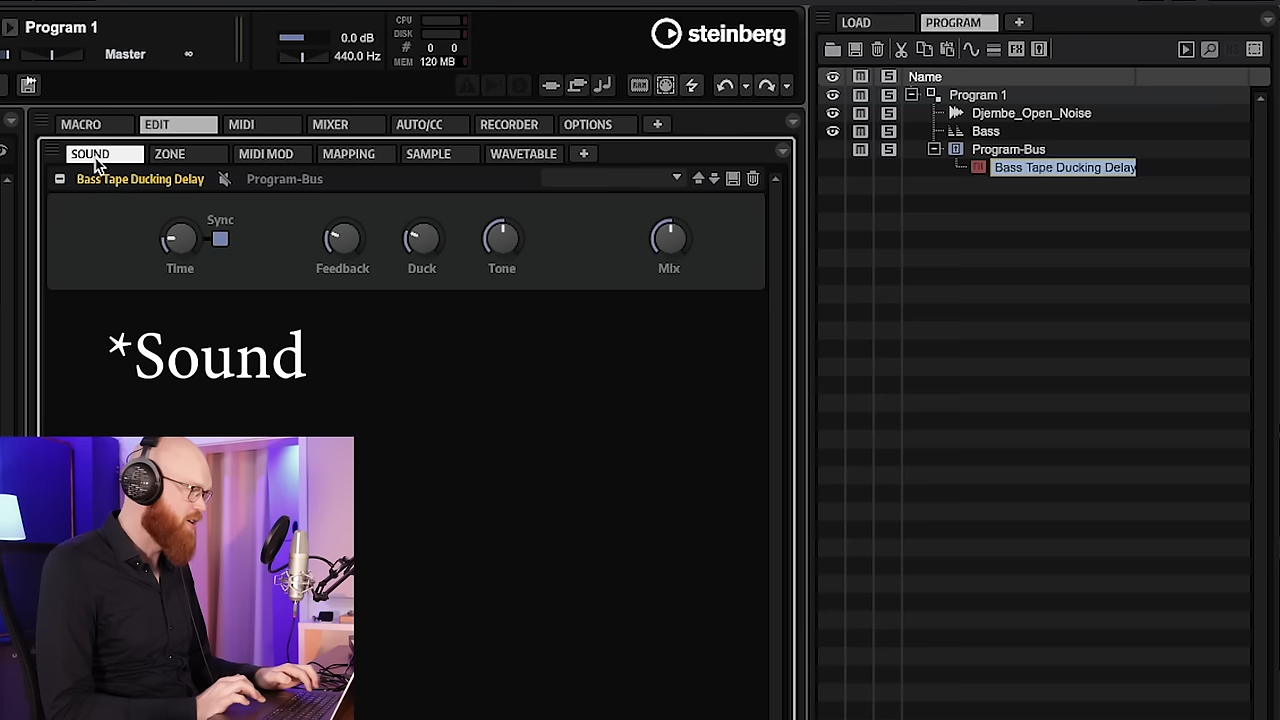 Program 1
Master
∞
0.0 dB
440.0 Hz
CPU
DISK
# 0 0
MEM 120 MB
steinberg
LOAD PROGRAM +
Name
Program 1
Djembe_Open_Noise
Bass
Program-Bus
Bass Tape Ducking Delay
M S
M S
M S
M S
M S
MACRO EDIT MIDI MIXER AUTO/CC RECORDER OPTIONS +
SOUND ZONE MIDI MOD MAPPING SAMPLE WAVETABLE +
Bass Tape Ducking Delay Program-Bus
Sync
Time Feedback Duck Tone Mix
*Sound